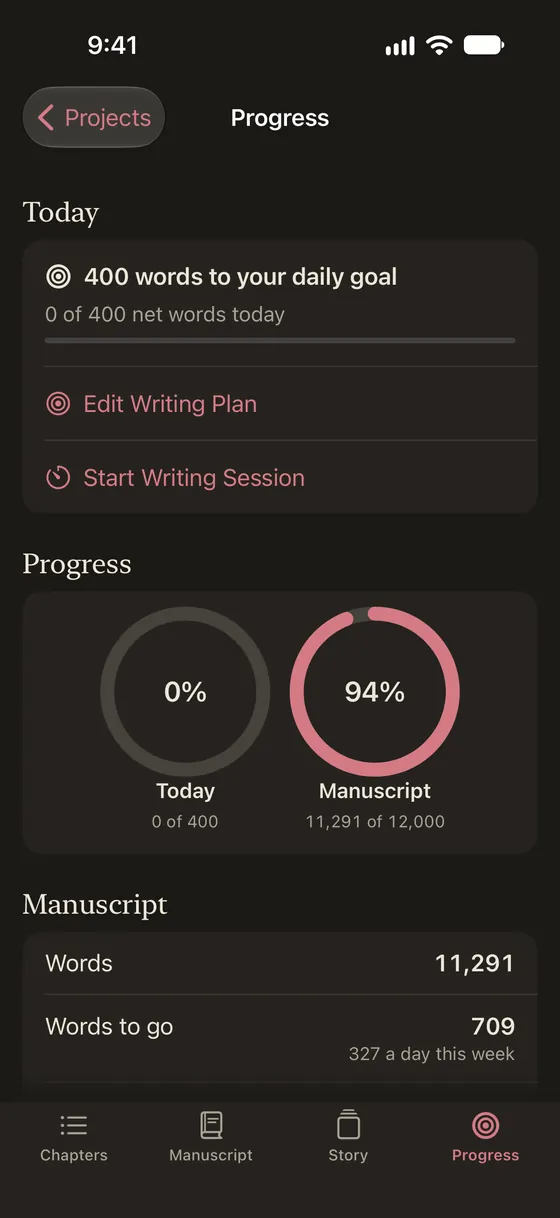 9:41
Projects
Progress
Today
400 words to your daily goal
0 of 400 net words today
Edit Writing Plan
Start Writing Session
Progress
0%
94%
Today
Manuscript
0 of 400
11,291 of 12,000
Manuscript
Words
11,291
Words to go
709
327 a day this week
Chapters
Manuscript
Story
Progress